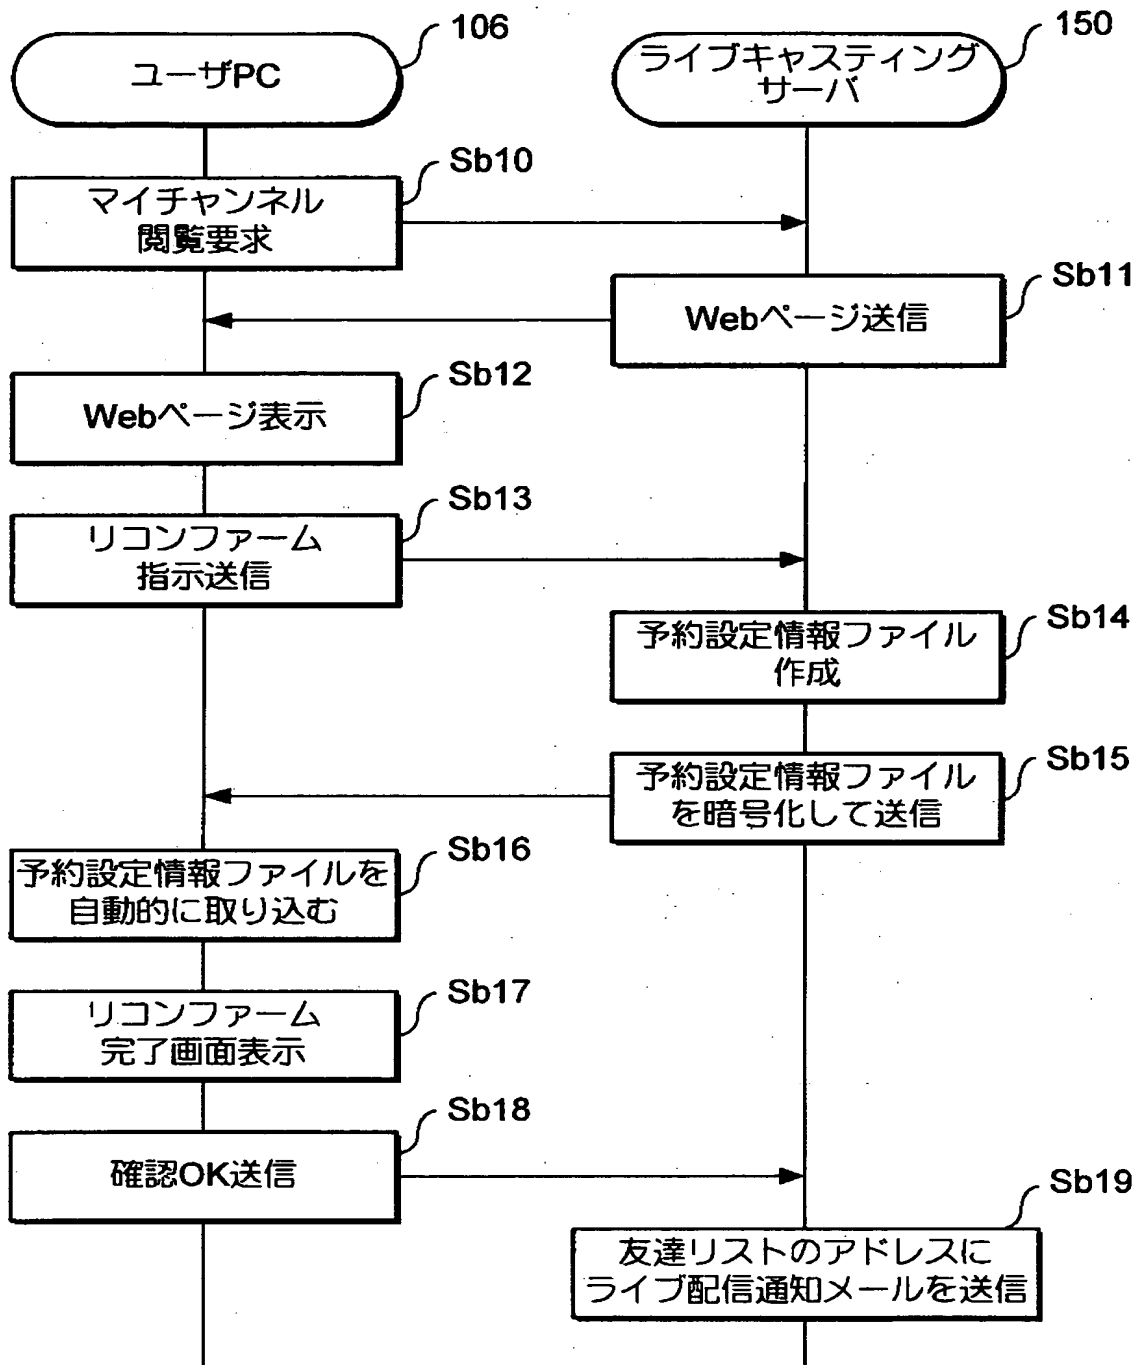 106
ユーザPC
150
ライブキャスティング
サーバ
Sb10
マイチャンネル
閲覧要求
Sb11
Webページ送信
Sb12
Webページ表示
Sb13
リコンファーム
指示送信
Sb14
予約設定情報ファイル
作成
Sb15
予約設定情報ファイル
を暗号化して送信
Sb16
予約設定情報ファイルを
自動的に取り込む
Sb17
リコンファーム
完了画面表示
Sb18
確認OK送信
Sb19
友達リストのアドレスに
ライブ配信通知メールを送信